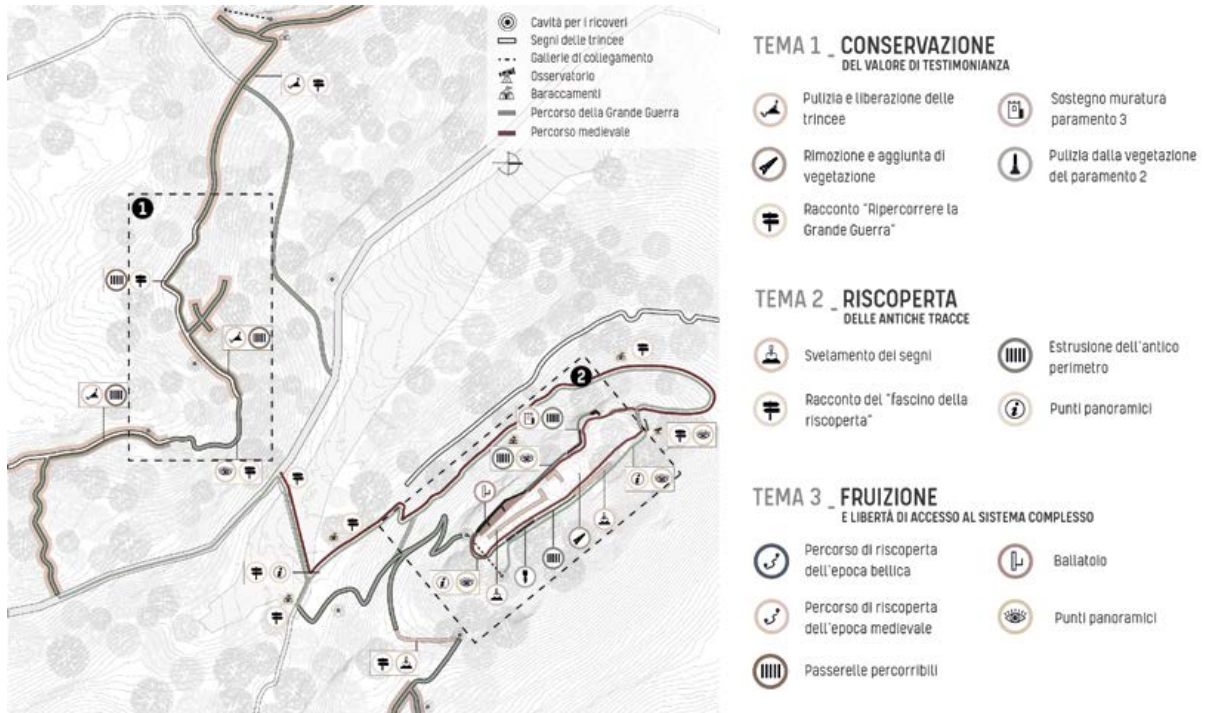 Cavità per i ricoveri
Segni delle trincee
Gallerie di collegamento
Osservatorio
Baraccamenti
Percorso della Grande Guerra
Percorso medievale
1
2
TEMA 1 _ CONSERVAZIONE
DEL VALORE DI TESTIMONIANZA
Pulizia e liberazione delle
trincee
Sostegno muratura
paramento 3
Rimozione e aggiunta di
vegetazione
Pulizia dalla vegetazione
del paramento 2
Racconto "Ripercorrere la
Grande Guerra"
TEMA 2 _ RISCOPERTA
DELLE ANTICHE TRACCE
Svelamento dei segni
Estrusione dell'antico
perimetro
Racconto del "fascino della
riscoperta"
Punti panoramici
TEMA 3 _ FRUIZIONE
E LIBERTÀ DI ACCESSO AL SISTEMA COMPLESSO
Percorso di riscoperta
dell'epoca bellica
Ballatoio
Percorso di riscoperta
dell'epoca medievale
Punti panoramici
Passerelle percorribili